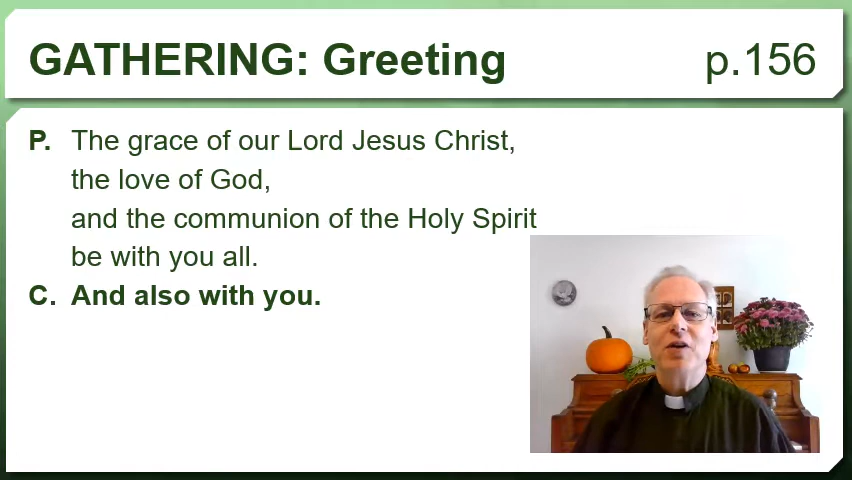 GATHERING: Greeting p.156
P. The grace of our Lord Jesus Christ,
the love of God,
and the communion of the Holy Spirit
be with you all.
C. And also with you.